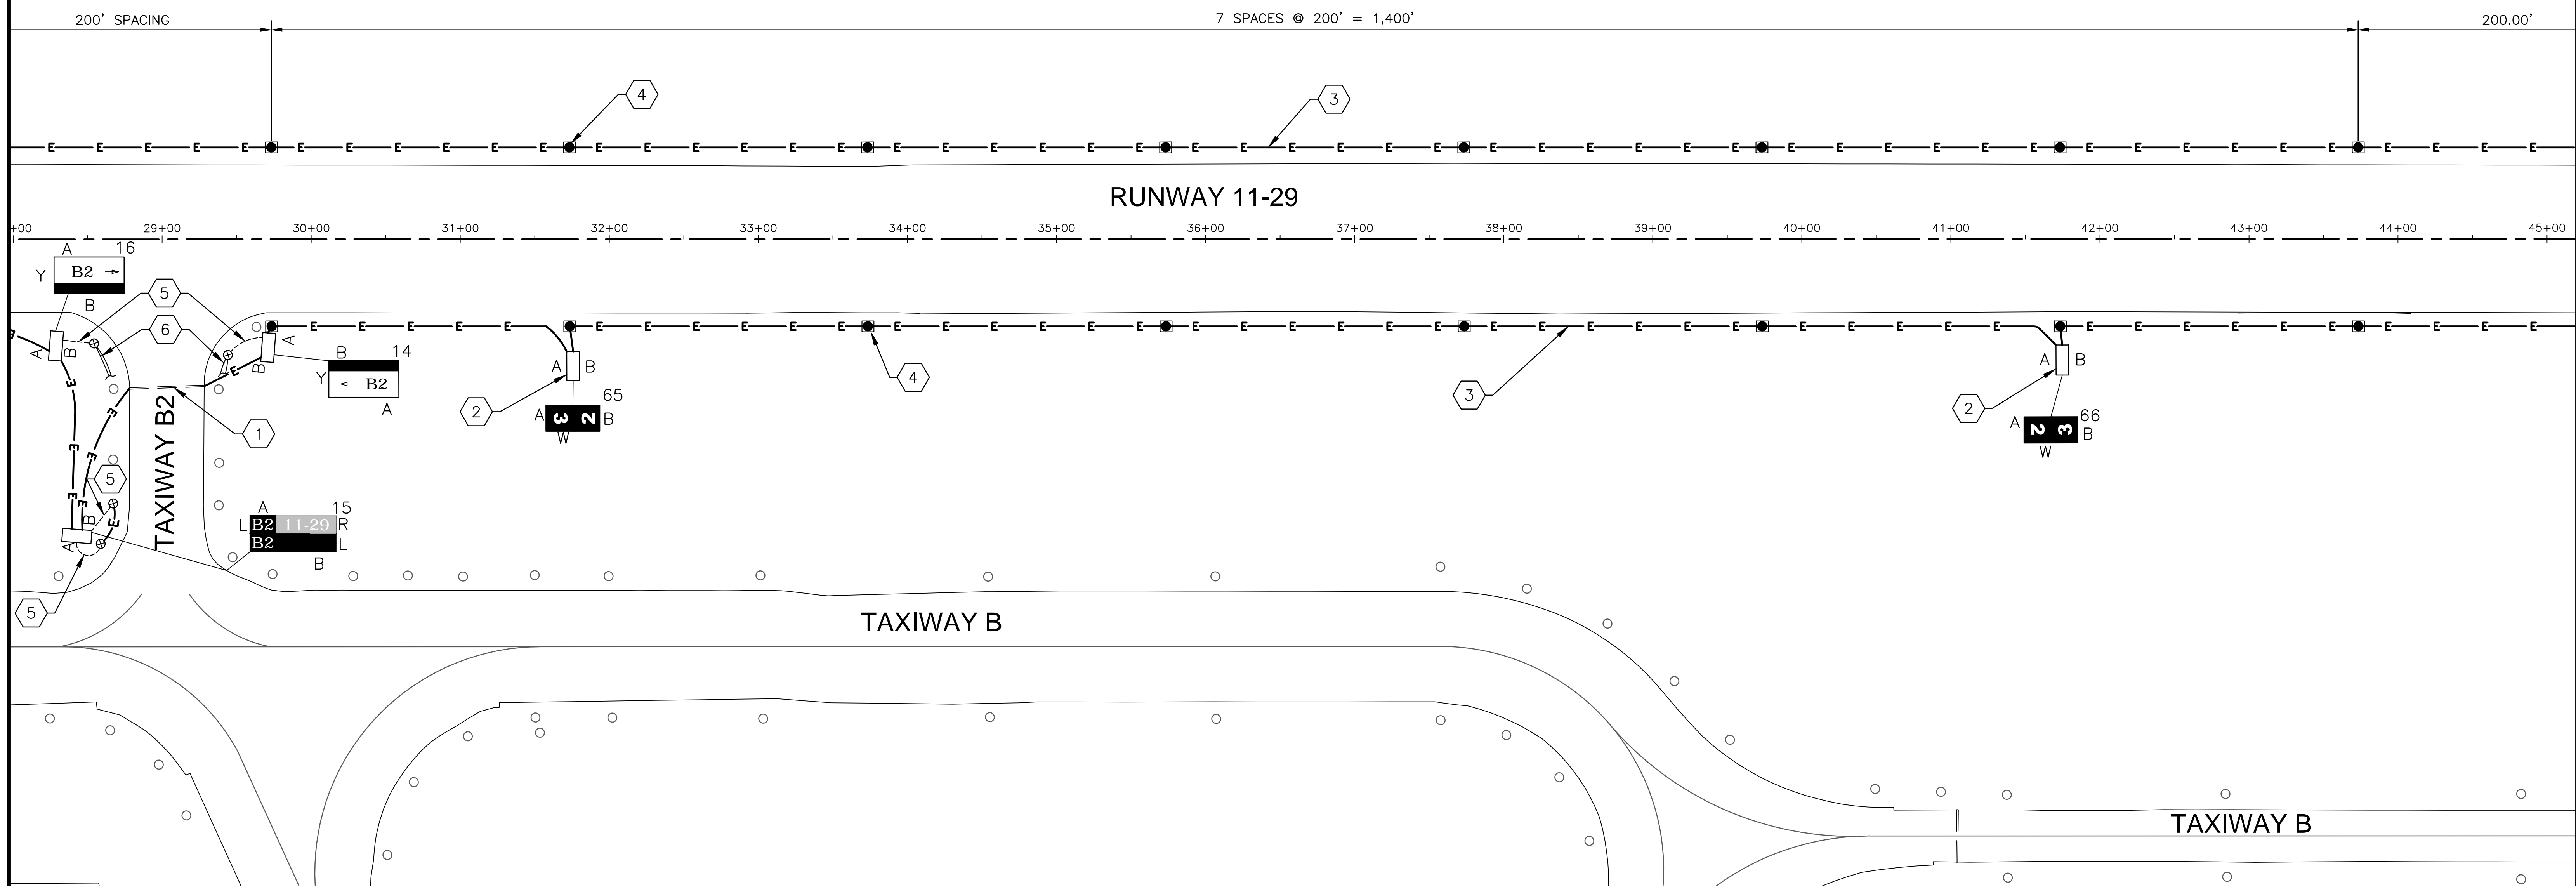 200' SPACING
7 SPACES @ 200' = 1,400'
200.00'
4
3
E E E E E E E E E E E E E E E E E E E E E E E E E E E E E E E E E E E E E E E E E E E E E E E E E E E E
RUNWAY 11-29
+00 29+00 30+00 31+00 32+00 33+00 34+00 35+00 36+00 37+00 38+00 39+00 40+00 41+00 42+00 43+00 44+00 45+00
A 16
Y B2 →
B
5
6
A B
A B
B 14
Y ← B2
A
1
TAXIWAY B2
A B
2
65
A 3 2 B
W
4
3
A B
2
66
A 2 3 B
W
5
A B
A 15
L B2 11-29 R
B2 L
B
5
TAXIWAY B
TAXIWAY B